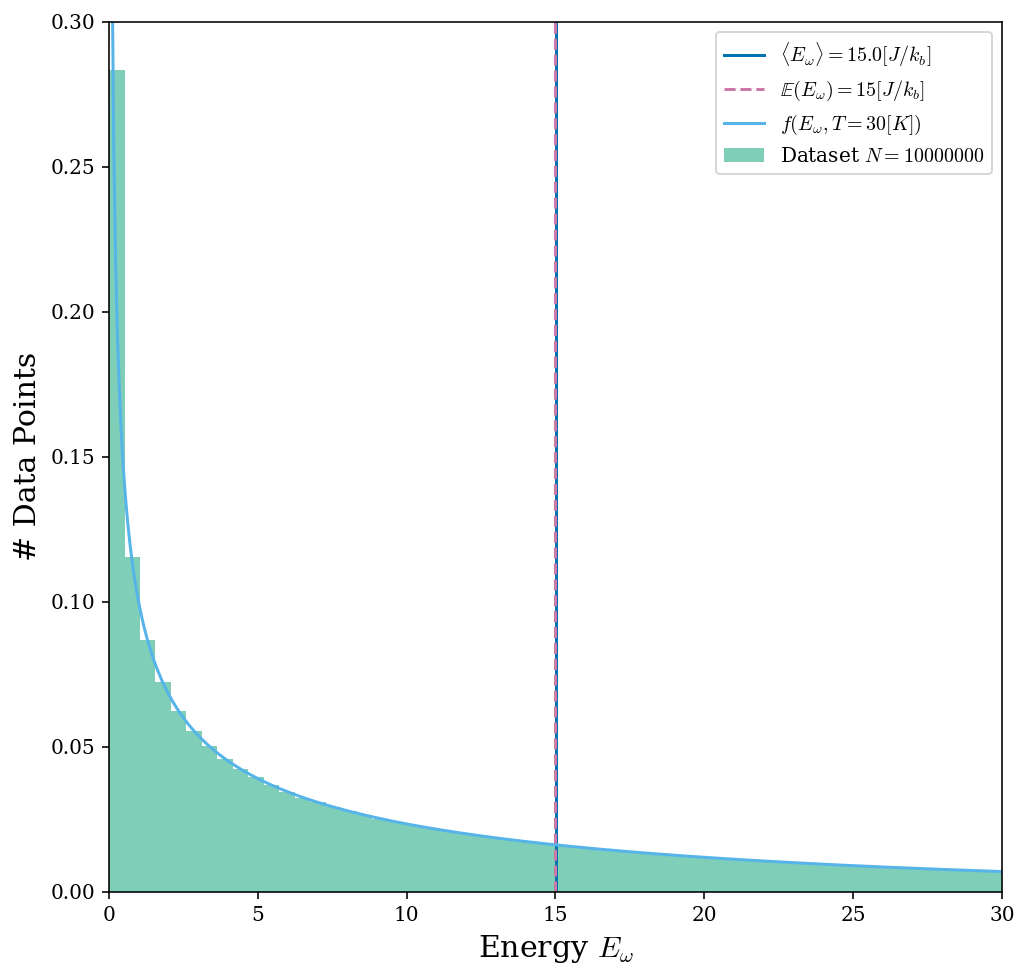 ⟨E_ω⟩ = 15.0[J/k_b]
𝔼(E_ω) = 15[J/k_b]
f(E_ω, T = 30[K])
Dataset N = 10000000
0.30
0.25
0.20
0.15
0.10
0.05
0.00
# Data Points
0 5 10 15 20 25 30
Energy E_ω